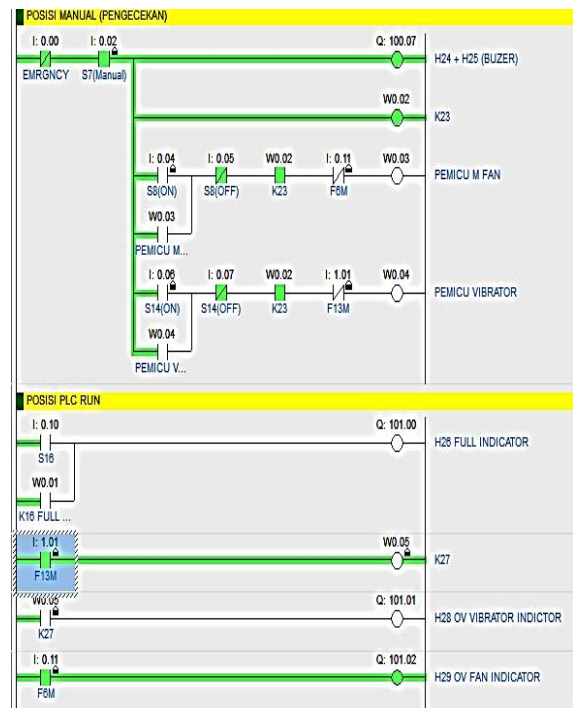 POSISI MANUAL (PENGECEKAN)
I: 0.00 I: 0.02 Q: 100.07
EMRGNCY S7(Manual) H24 + H25 (BUZER)
W0.02
K23
I: 0.04 I: 0.05 W0.02 I: 0.11 W0.03
S8(ON) S8(OFF) K23 F6M PEMICU M FAN
W0.03
PEMICU M...
I: 0.06 I: 0.07 W0.02 I: 1.01 W0.04
S14(ON) S14(OFF) K23 F13M PEMICU VIBRATOR
W0.04
PEMICU V...
POSISI PLC RUN
I: 0.10 Q: 101.00
S16 H26 FULL INDICATOR
W0.01
K16 FULL ...
I: 1.01 W0.05
F13M K27
W0.05 Q: 101.01
K27 H28 OV VIBRATOR INDICTOR
I: 0.11 Q: 101.02
F6M H29 OV FAN INDICATOR